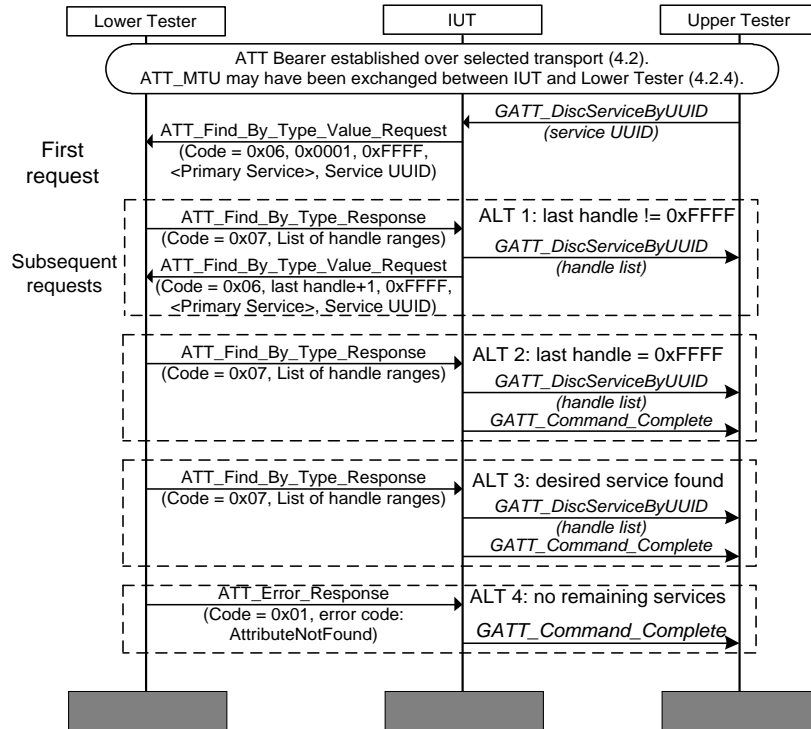 Lower Tester
IUT
Upper Tester
ATT Bearer established over selected transport (4.2).
ATT_MTU may have been exchanged between IUT and Lower Tester (4.2.4).
GATT_DiscServiceByUUID
(service UUID)
First
request
ATT_Find_By_Type_Value_Request
(Code = 0x06, 0x0001, 0xFFFF,
<Primary Service>, Service UUID)
Subsequent
requests
ATT_Find_By_Type_Response
(Code = 0x07, List of handle ranges)
ALT 1: last handle != 0xFFFF
GATT_DiscServiceByUUID
(handle list)
ATT_Find_By_Type_Value_Request
(Code = 0x06, last handle+1, 0xFFFF,
<Primary Service>, Service UUID)
ATT_Find_By_Type_Response
(Code = 0x07, List of handle ranges)
ALT 2: last handle = 0xFFFF
GATT_DiscServiceByUUID
(handle list)
GATT_Command_Complete
ATT_Find_By_Type_Response
(Code = 0x07, List of handle ranges)
ALT 3: desired service found
GATT_DiscServiceByUUID
(handle list)
GATT_Command_Complete
ATT_Error_Response
(Code = 0x01, error code:
AttributeNotFound)
ALT 4: no remaining services
GATT_Command_Complete